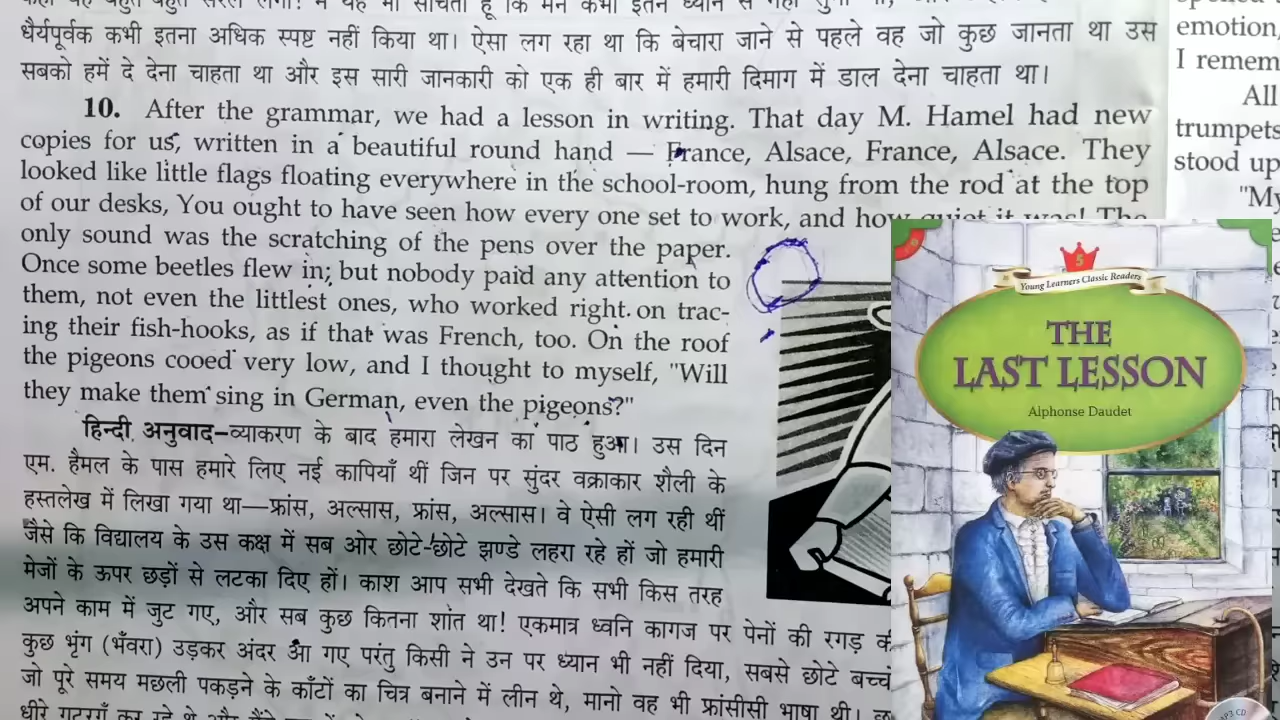 धैर्यपूर्वक कभी इतना अधिक स्पष्ट नहीं किया था। ऐसा लग रहा था कि बेचारा जाने से पहले वह जो कुछ जानता था उस
सबको हमें दे देना चाहता था और इस सारी जानकारी को एक ही बार में हमारी दिमाग में डाल देना चाहता था।
10. After the grammar, we had a lesson in writing. That day M. Hamel had new
copies for us, written in a beautiful round hand — France, Alsace, France, Alsace. They
looked like little flags floating everywhere in the school-room, hung from the rod at the top
of our desks, You ought to have seen how every one set to work, and how quiet it was! The
only sound was the scratching of the pens over the paper.
Once some beetles flew in; but nobody paid any attention to
them, not even the littlest ones, who worked right on trac-
ing their fish-hooks, as if that was French, too. On the roof
the pigeons cooed very low, and I thought to myself, "Will
they make them sing in German, even the pigeons?"
हिन्दी अनुवाद–व्याकरण के बाद हमारा लेखन का पाठ हुआ। उस दिन
एम. हैमल के पास हमारे लिए नई कापियाँ थीं जिन पर सुंदर वक्राकार शैली के
हस्तलेख में लिखा गया था—फ्रांस, अल्सास, फ्रांस, अल्सास। वे ऐसी लग रही थीं
जैसे कि विद्यालय के उस कक्ष में सब ओर छोटे-छोटे झण्डे लहरा रहे हों जो हमारी
मेजों के ऊपर छड़ों से लटका दिए हों। काश आप सभी देखते कि सभी किस तरह
अपने काम में जुट गए, और सब कुछ कितना शांत था! एकमात्र ध्वनि कागज पर पेनों की रगड़
कुछ भृंग (भँवरा) उड़कर अंदर आ गए परंतु किसी ने उन पर ध्यान भी नहीं दिया, सबसे छोटे
जो पूरे समय मछली पकड़ने के काँटों का चित्र बनाने में लीन थे, मानो वह भी फ्रांसीसी भाषा थी।
emotion,
I remem
All
trumpets
stood up
"My
5
Young Learners Classic Readers
THE
LAST LESSON
Alphonse Daudet
MP3 CD